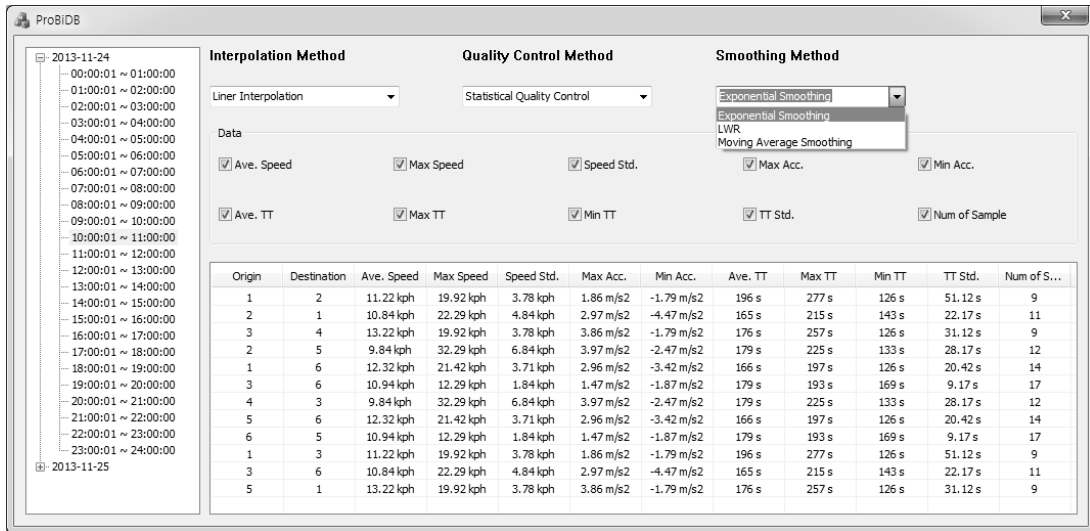 ProBiDB
2013-11-24
00:00:01 ~ 01:00:00
01:00:01 ~ 02:00:00
02:00:01 ~ 03:00:00
03:00:01 ~ 04:00:00
04:00:01 ~ 05:00:00
05:00:01 ~ 06:00:00
06:00:01 ~ 07:00:00
07:00:01 ~ 08:00:00
08:00:01 ~ 09:00:00
09:00:01 ~ 10:00:00
10:00:01 ~ 11:00:00
11:00:01 ~ 12:00:00
12:00:01 ~ 13:00:00
13:00:01 ~ 14:00:00
14:00:01 ~ 15:00:00
15:00:01 ~ 16:00:00
16:00:01 ~ 17:00:00
17:00:01 ~ 18:00:00
18:00:01 ~ 19:00:00
19:00:01 ~ 20:00:00
20:00:01 ~ 21:00:00
21:00:01 ~ 22:00:00
22:00:01 ~ 23:00:00
23:00:01 ~ 24:00:00
2013-11-25
Interpolation Method Quality Control Method Smoothing Method
Liner Interpolation Statistical Quality Control Exponential Smoothing
Exponential Smoothing
LWR
Moving Average Smoothing
Data
Ave. Speed Max Speed Speed Std. Max Acc. Min Acc.
Ave. TT Max TT Min TT TT Std. Num of Sample
Origin Destination Ave. Speed Max Speed Speed Std. Max Acc. Min Acc. Ave. TT Max TT Min TT TT Std. Num of S...
1 2 11.22 kph 19.92 kph 3.78 kph 1.86 m/s2 -1.79 m/s2 196 s 277 s 126 s 51.12 s 9
2 1 10.84 kph 22.29 kph 4.84 kph 2.97 m/s2 -4.47 m/s2 165 s 215 s 143 s 22.17 s 11
3 4 13.22 kph 19.92 kph 3.78 kph 3.86 m/s2 -1.79 m/s2 176 s 257 s 126 s 31.12 s 9
2 5 9.84 kph 32.29 kph 6.84 kph 3.97 m/s2 -2.47 m/s2 179 s 225 s 133 s 28.17 s 12
1 6 12.32 kph 21.42 kph 3.71 kph 2.96 m/s2 -3.42 m/s2 166 s 197 s 126 s 20.42 s 14
3 6 10.94 kph 12.29 kph 1.84 kph 1.47 m/s2 -1.87 m/s2 179 s 193 s 169 s 9.17 s 17
4 3 9.84 kph 32.29 kph 6.84 kph 3.97 m/s2 -2.47 m/s2 179 s 225 s 133 s 28.17 s 12
5 6 12.32 kph 21.42 kph 3.71 kph 2.96 m/s2 -3.42 m/s2 166 s 197 s 126 s 20.42 s 14
6 5 10.94 kph 12.29 kph 1.84 kph 1.47 m/s2 -1.87 m/s2 179 s 193 s 169 s 9.17 s 17
1 3 11.22 kph 19.92 kph 3.78 kph 1.86 m/s2 -1.79 m/s2 196 s 277 s 126 s 51.12 s 9
3 6 10.84 kph 22.29 kph 4.84 kph 2.97 m/s2 -4.47 m/s2 165 s 215 s 143 s 22.17 s 11
5 1 13.22 kph 19.92 kph 3.78 kph 3.86 m/s2 -1.79 m/s2 176 s 257 s 126 s 31.12 s 9